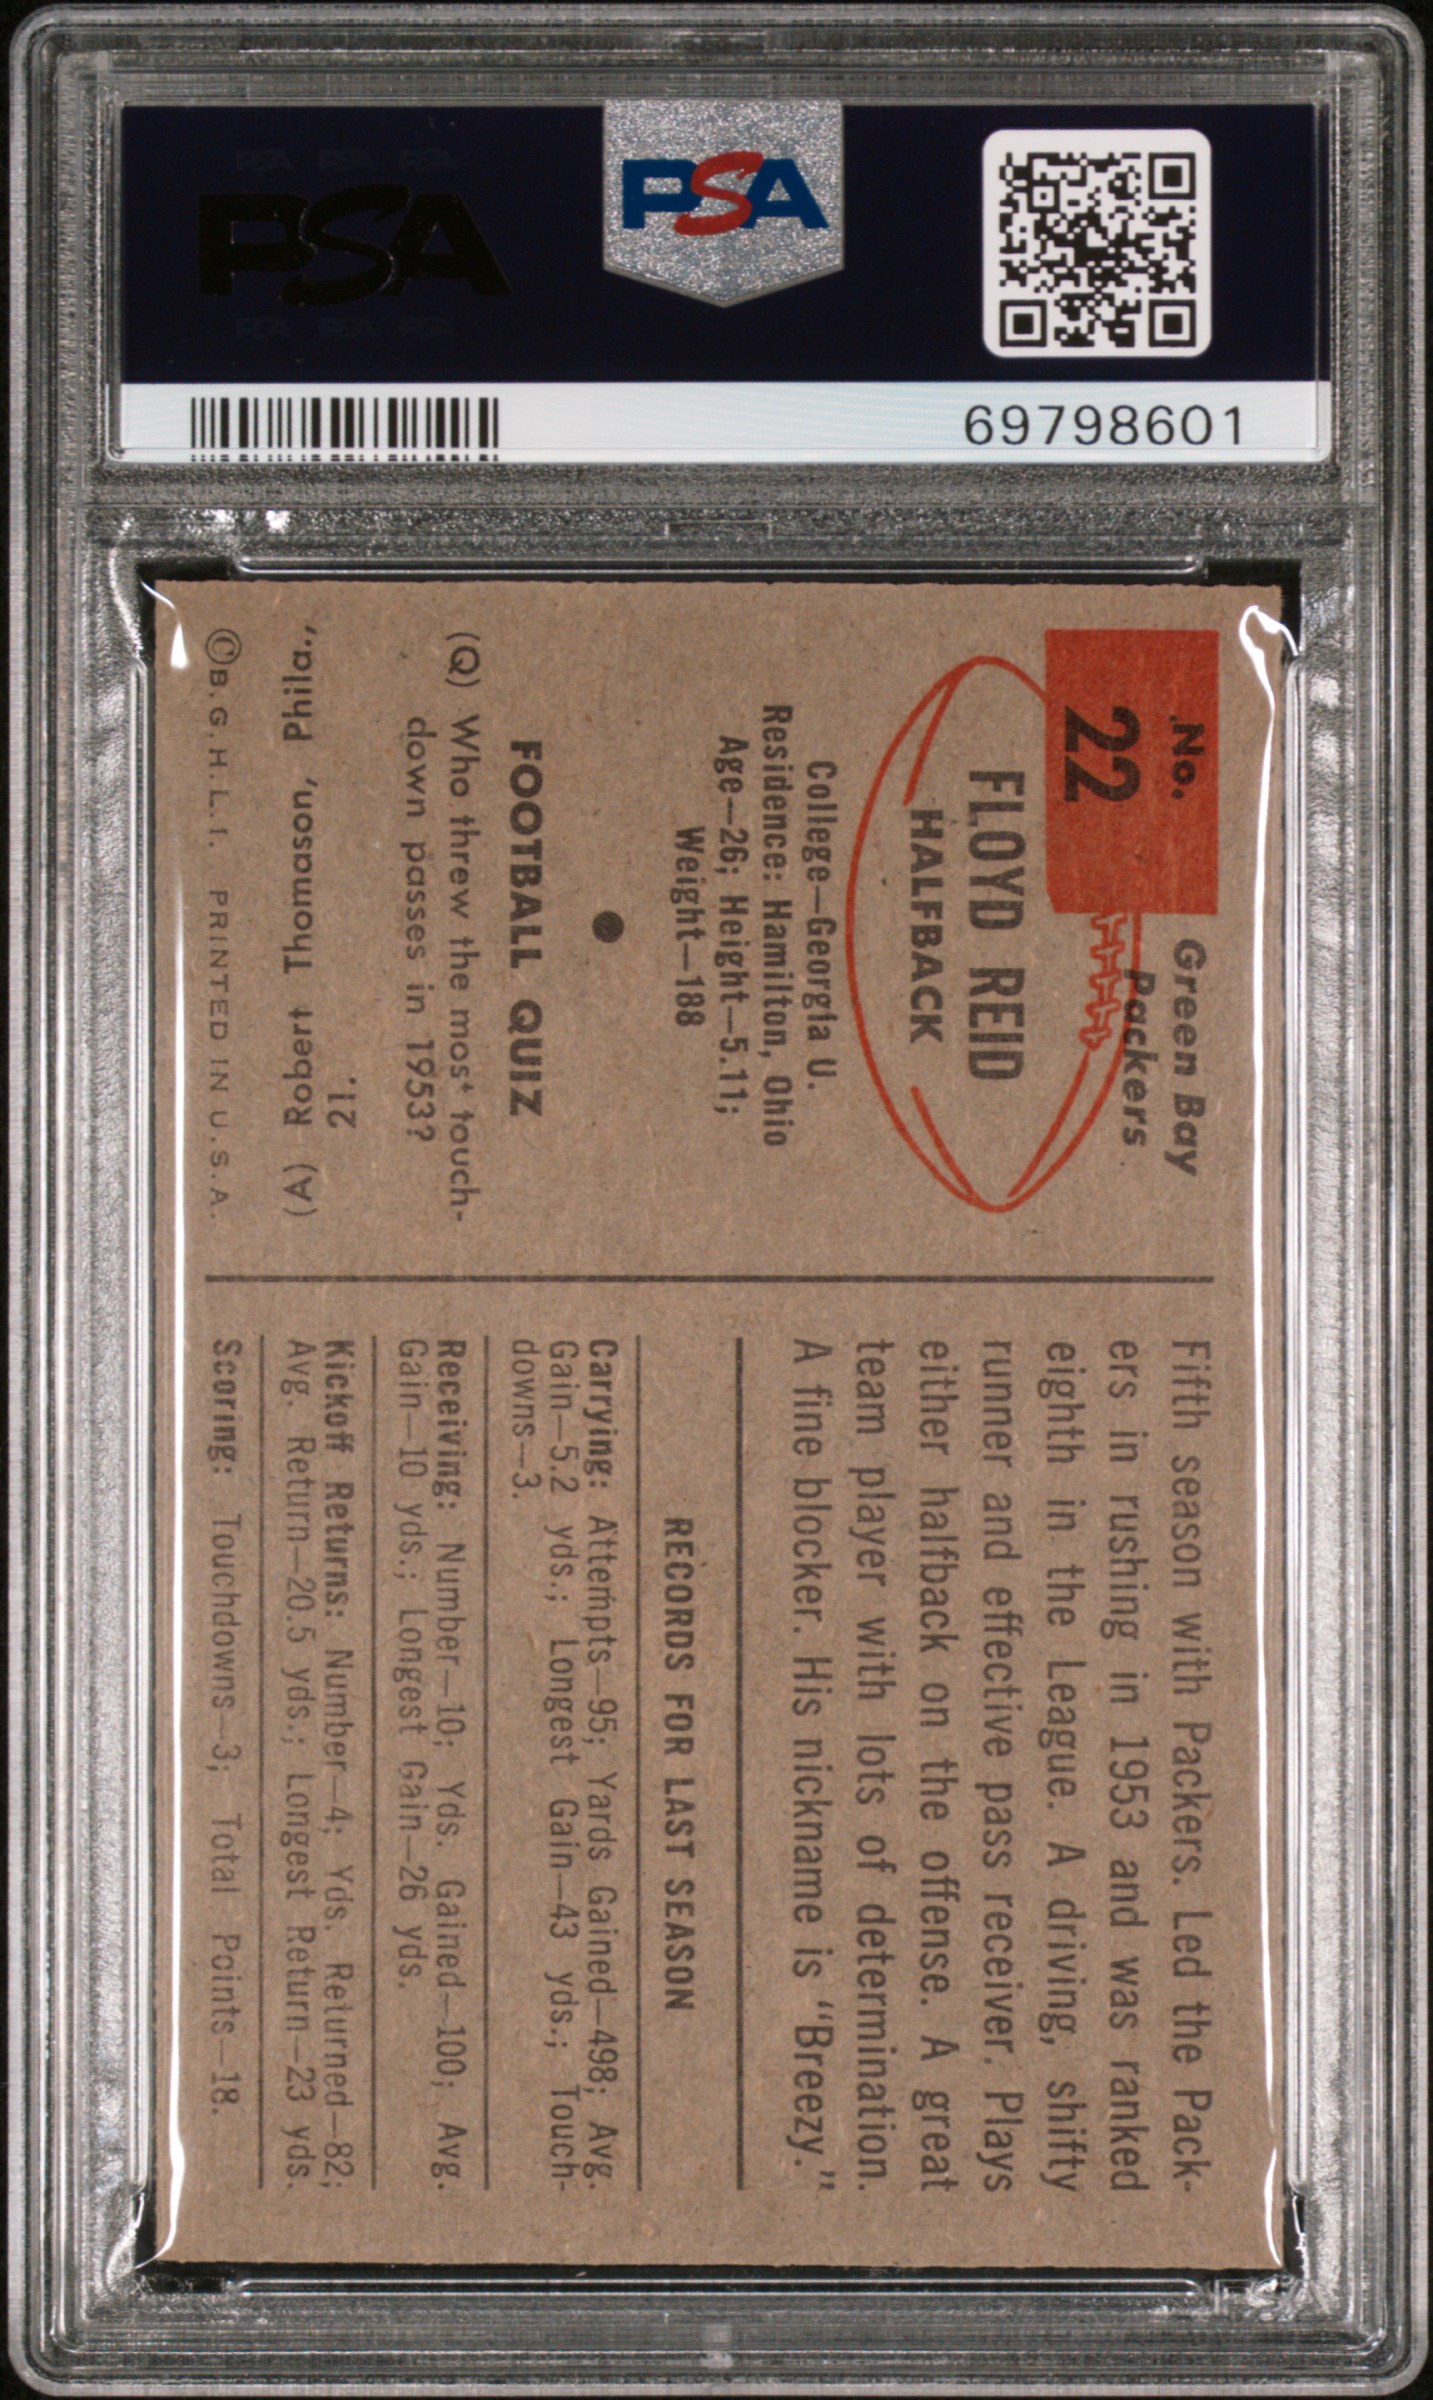 PSA
PSA
69798601
No.
22
Green Bay
Packers
FLOYD REID
HALFBACK
College—Georgia U.
Residence: Hamilton, Ohio
Age—26; Height—5.11;
Weight—188
FOOTBALL QUIZ
(Q) Who threw the most touch-
down passes in 1953?
21.
(A) Robert Thomason, Phila.,
©B.G.H.L.I. PRINTED IN U.S.A.
Fifth season with Packers. Led the Pack-
ers in rushing in 1953 and was ranked
eighth in the League. A driving, shifty
runner and effective pass receiver. Plays
either halfback on the offense. A great
team player with lots of determination.
A fine blocker. His nickname is "Breezy."
RECORDS FOR LAST SEASON
Carrying: Attempts—95; Yards Gained—498; Avg.
Gain—5.2 yds.; Longest Gain—43 yds.; Touch-
downs—3.
Receiving: Number—10; Yds. Gained—100; Avg.
Gain—10 yds.; Longest Gain—26 yds.
Kickoff Returns: Number—4; Yds. Returned—82;
Avg. Return—20.5 yds.; Longest Return—23 yds.
Scoring: Touchdowns—3; Total Points—18.